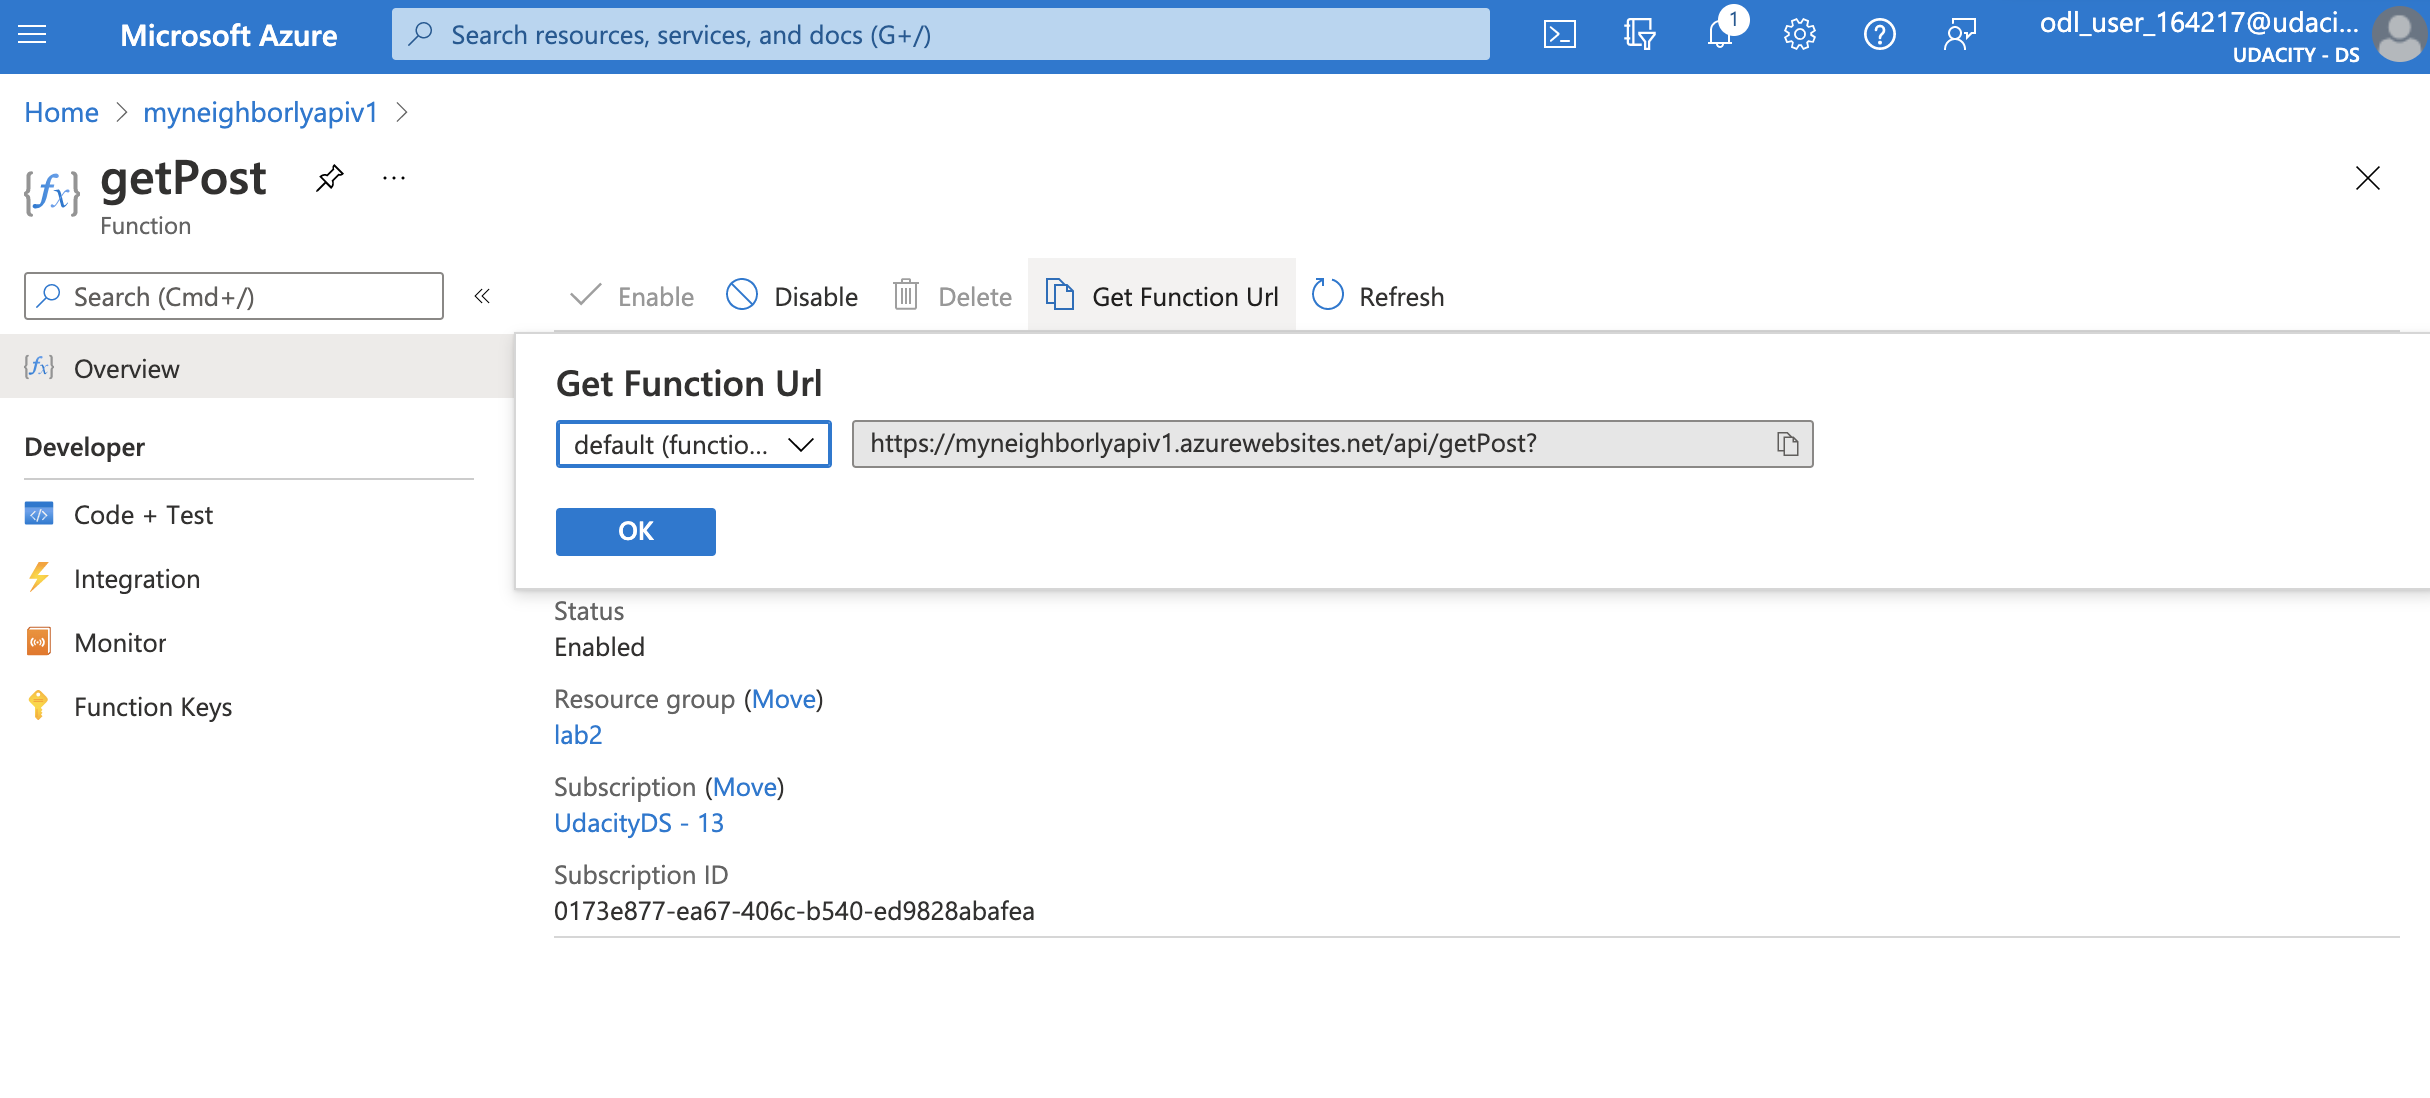 Microsoft Azure
Search resources, services, and docs (G+/)
1
odl_user_164217@udaci...
UDACITY - DS
Home > myneighborlyapiv1 >
{fx}
getPost
...
Function
Search (Cmd+/)
«
Enable
Disable
Delete
Get Function Url
Refresh
{fx} Overview
Get Function Url
default (functio...
https://myneighborlyapiv1.azurewebsites.net/api/getPost?
OK
Developer
Code + Test
Integration
Monitor
Function Keys
Status
Enabled
Resource group (Move)
lab2
Subscription (Move)
UdacityDS - 13
Subscription ID
0173e877-ea67-406c-b540-ed9828abafea